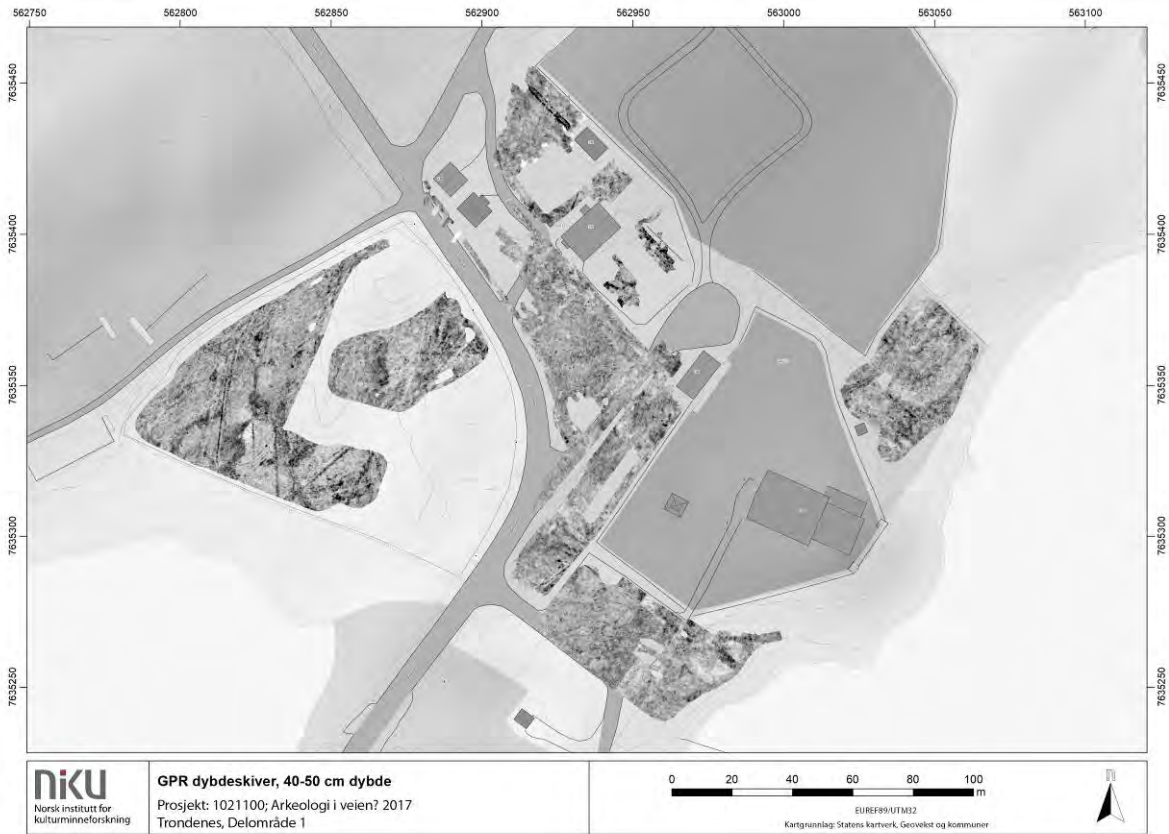 562750 562800 562850 562900 562950 563000 563050 563100
7635450 7635450
7635400 7635400
7635350 7635350
7635300 7635300
7635250 7635250
niku
Norsk institutt for
kulturminneforskning
GPR dybdeskiver, 40-50 cm dybde
Prosjekt: 1021100; Arkeologi i veien? 2017
Trondenes, Delområde 1
0 20 40 60 80 100
m
EUREF89/UTM32
Kartgrunnlag: Statens kartverk, Geovekst og kommuner